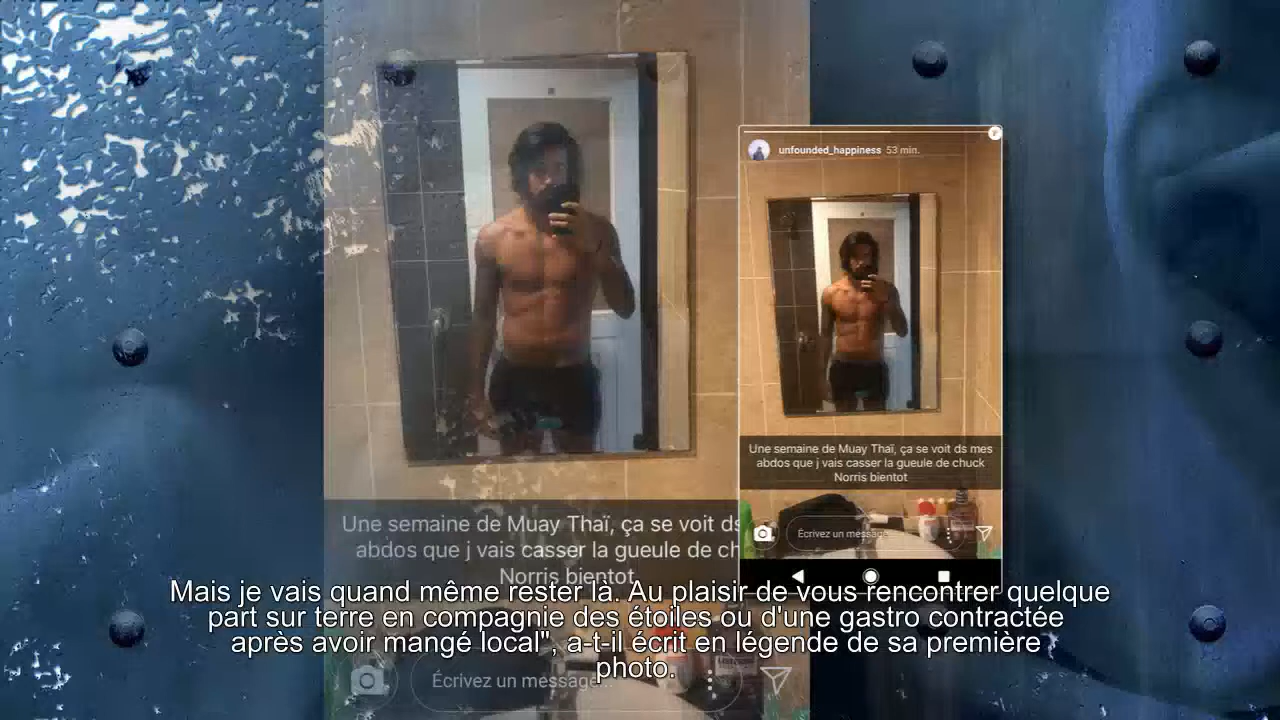 unfounded_happiness 53 min.
Une semaine de Muay Thaï, ça se voit ds mes
abdos que j vais casser la gueule de chuck
Norris bientot
Écrivez un message...
Une semaine de Muay Thaï, ça se voit ds
abdos que j vais casser la gueule de ch
Norris bientot
Mais je vais quand même rester là. Au plaisir de vous rencontrer quelque
part sur terre en compagnie des étoiles ou d'une gastro contractée
après avoir mangé local", a-t-il écrit en légende de sa première
photo.
Écrivez un message...